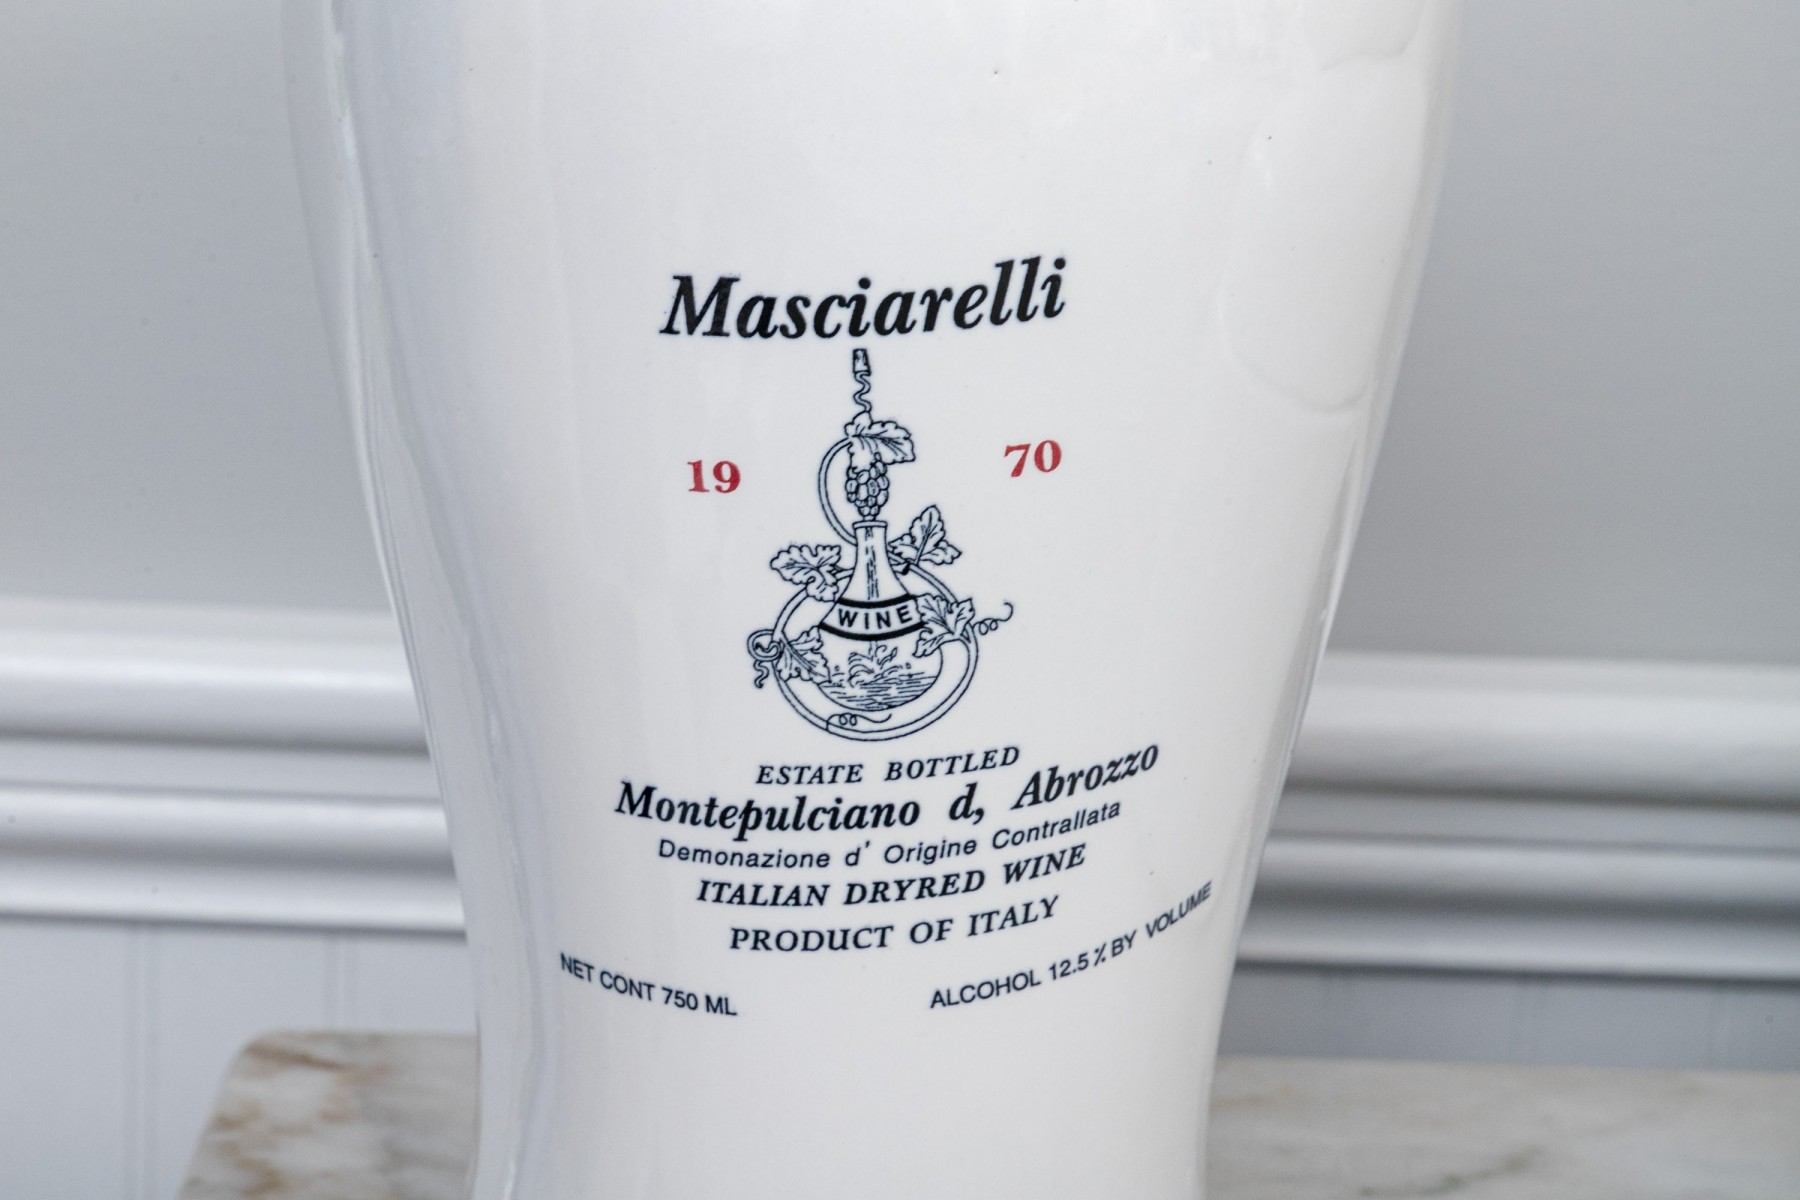 Masciarelli
19 70
WINE
ESTATE BOTTLED
Montepulciano d, Abrozzo
Demonazione d' Origine Contrallata
ITALIAN DRYRED WINE
PRODUCT OF ITALY
NET CONT 750 ML
ALCOHOL 12.5% BY VOLUME